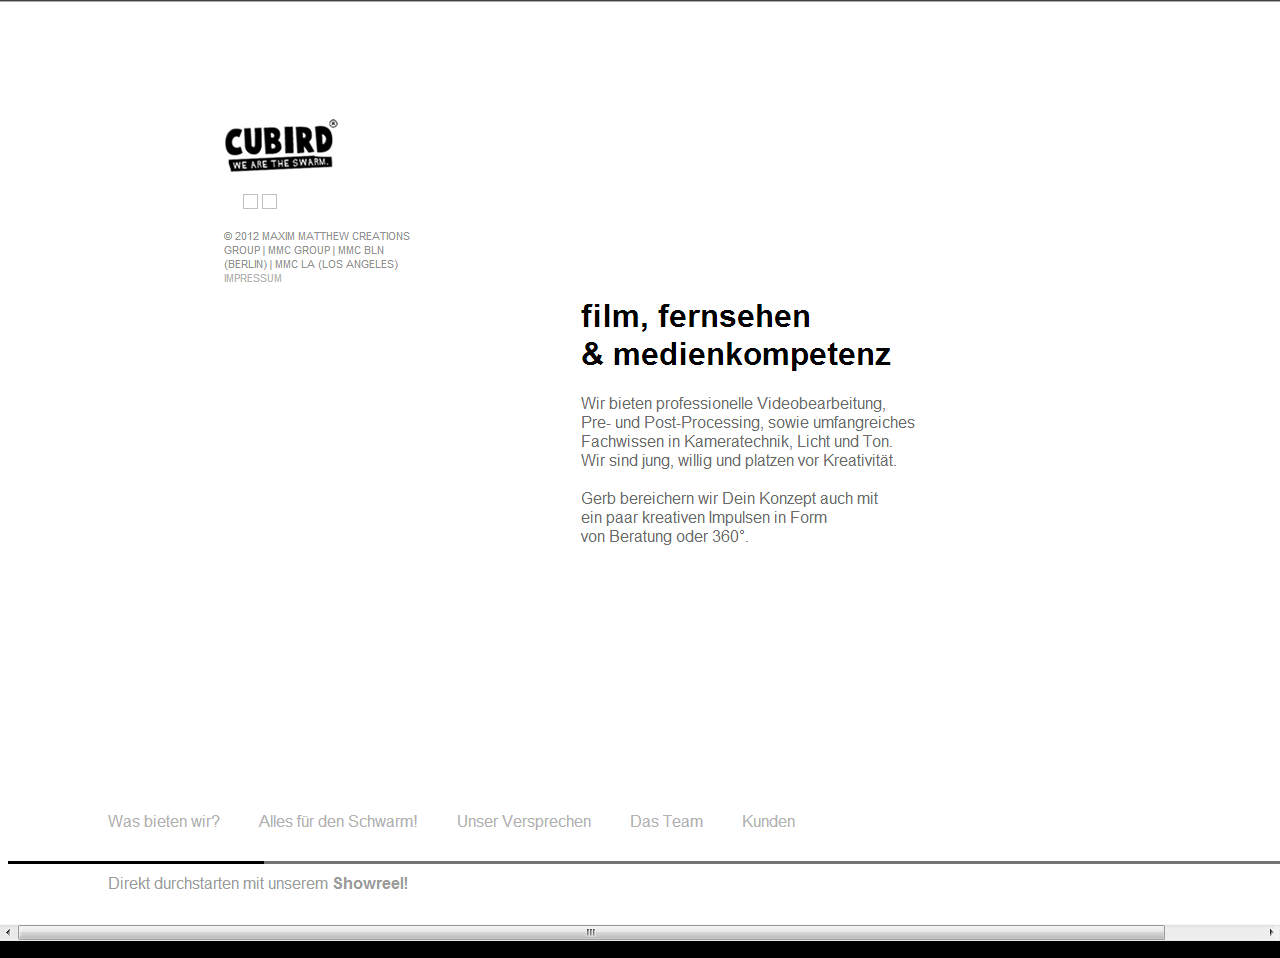 CUBIRD®
WE ARE THE SWARM.
© 2012 MAXIM MATTHEW CREATIONS
GROUP | MMC GROUP | MMC BLN
(BERLIN) | MMC LA (LOS ANGELES)
IMPRESSUM
film, fernsehen
& medienkompetenz
Wir bieten professionelle Videobearbeitung,
Pre- und Post-Processing, sowie umfangreiches
Fachwissen in Kameratechnik, Licht und Ton.
Wir sind jung, willig und platzen vor Kreativität.
Gerb bereichern wir Dein Konzept auch mit
ein paar kreativen Impulsen in Form
von Beratung oder 360°.
Was bieten wir? Alles für den Schwarm! Unser Versprechen Das Team Kunden
Direkt durchstarten mit unserem Showreel!